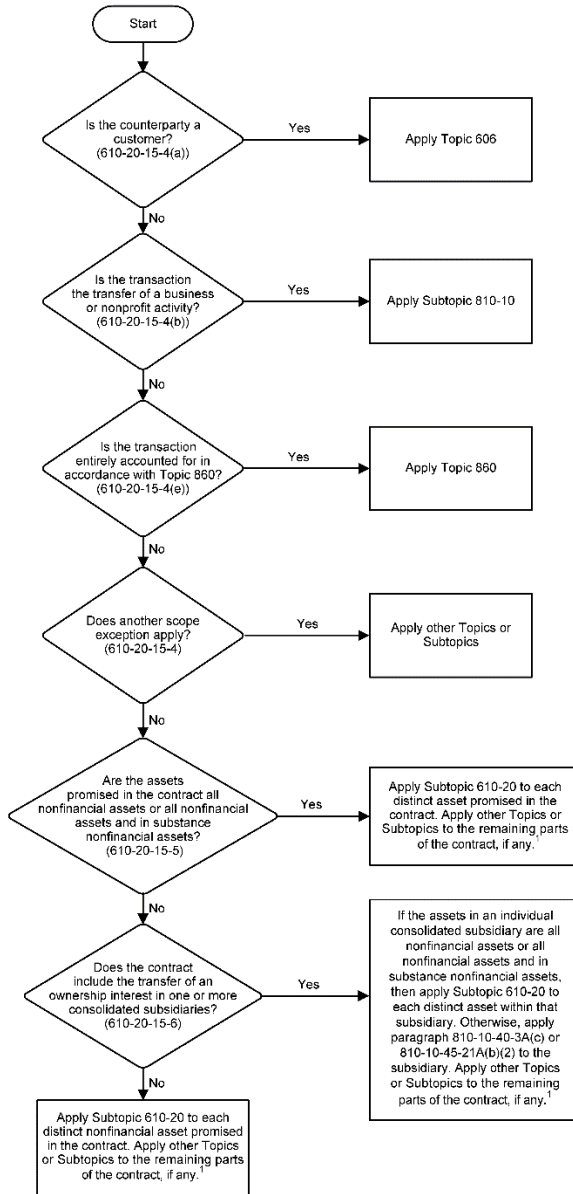 Start
Is the counterparty a
customer?
(610-20-15-4(a))
Yes
Apply Topic 606
No
Is the transaction
the transfer of a business
or nonprofit activity?
(610-20-15-4(b))
Yes
Apply Subtopic 810-10
No
Is the transaction
entirely accounted for in
accordance with Topic 860?
(610-20-15-4(e))
Yes
Apply Topic 860
No
Does another scope
exception apply?
(610-20-15-4)
Yes
Apply other Topics or
Subtopics
No
Are the assets
promised in the contract all
nonfinancial assets or all nonfinancial
assets and in substance
nonfinancial assets?
(610-20-15-5)
Yes
Apply Subtopic 610-20 to each
distinct asset promised in the
contract. Apply other Topics or
Subtopics to the remaining parts
of the contract, if any.1
No
Does the contract
include the transfer of an
ownership interest in one or more
consolidated subsidiaries?
(610-20-15-6)
Yes
If the assets in an individual
consolidated subsidiary are all
nonfinancial assets or all
nonfinancial assets and in
substance nonfinancial assets,
then apply Subtopic 610-20 to
each distinct asset within that
subsidiary. Otherwise, apply
paragraph 810-10-40-3A(c) or
810-10-45-21A(b)(2) to the
subsidiary. Apply other Topics
or Subtopics to the remaining
parts of the contract, if any.1
No
Apply Subtopic 610-20 to each
distinct nonfinancial asset promised
in the contract. Apply other Topics
or Subtopics to the remaining parts
of the contract, if any.1